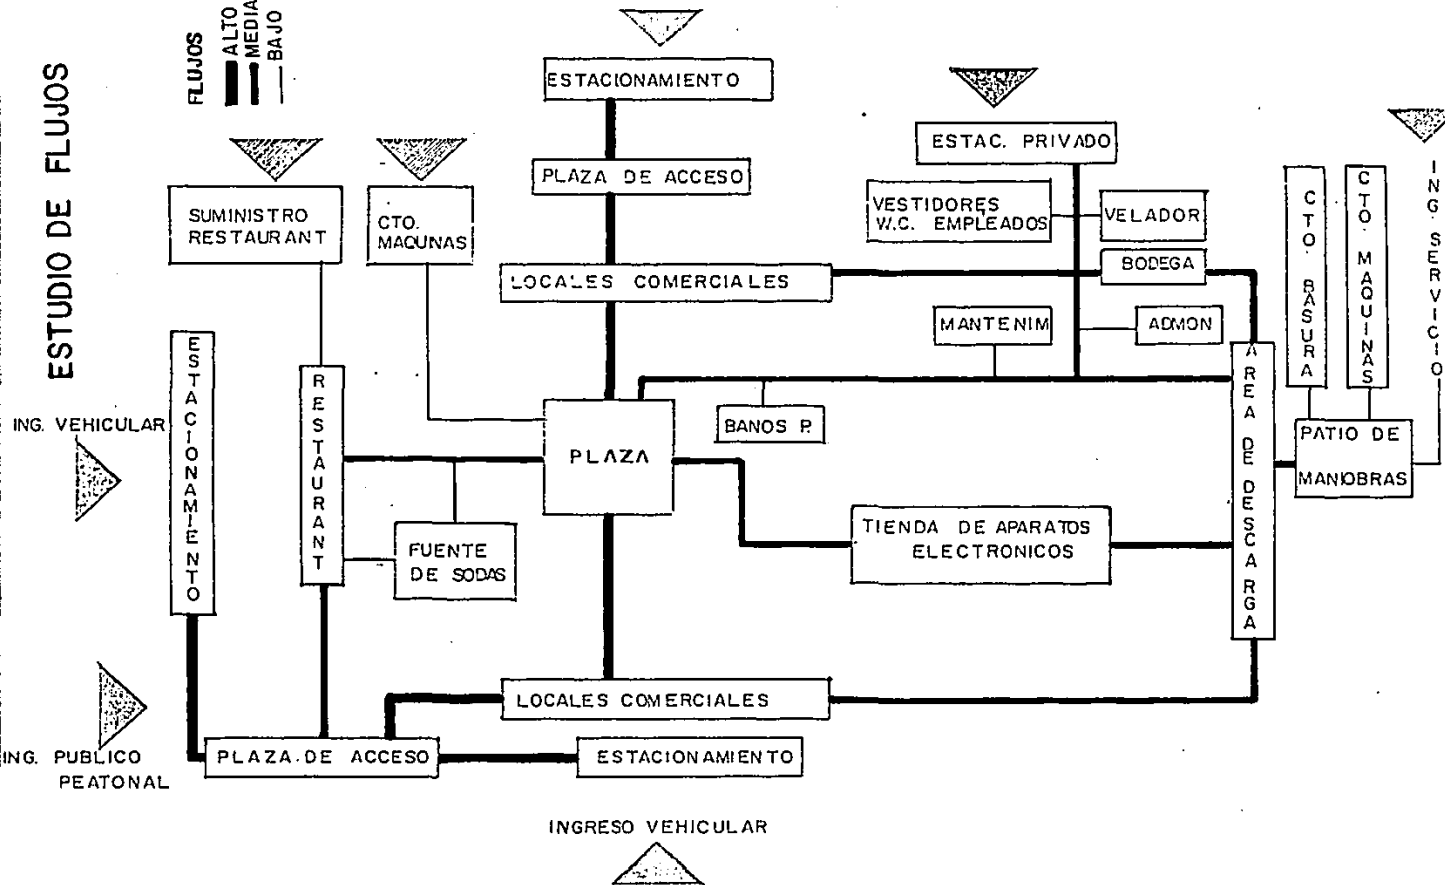 ESTUDIO DE FLUJOS
FLUJOS
ALTO
MEDIA
BAJO
ESTACIONAMIENTO
PLAZA DE ACCESO
LOCALES COMERCIALES
ESTAC. PRIVADO
VESTIDORES
W.C. EMPLEADOS
VELADOR
BODEGA
MANTENIM
ADMON
SUMINISTRO
RESTAURANT
CTO.
MAQUNAS
CTO. BASURA
CTO. MAQUINAS
ING. SERVICIO
ESTACIONAMIENTO
RESTAURANT
ING. VEHICULAR
PLAZA
BANOS P.
AREA DE DESCARGA
PATIO DE
MANIOBRAS
TIENDA DE APARATOS
ELECTRONICOS
FUENTE
DE SODAS
LOCALES COMERCIALES
ING. PUBLICO
PEATONAL
PLAZA DE ACCESO
ESTACIONAMIENTO
INGRESO VEHICULAR